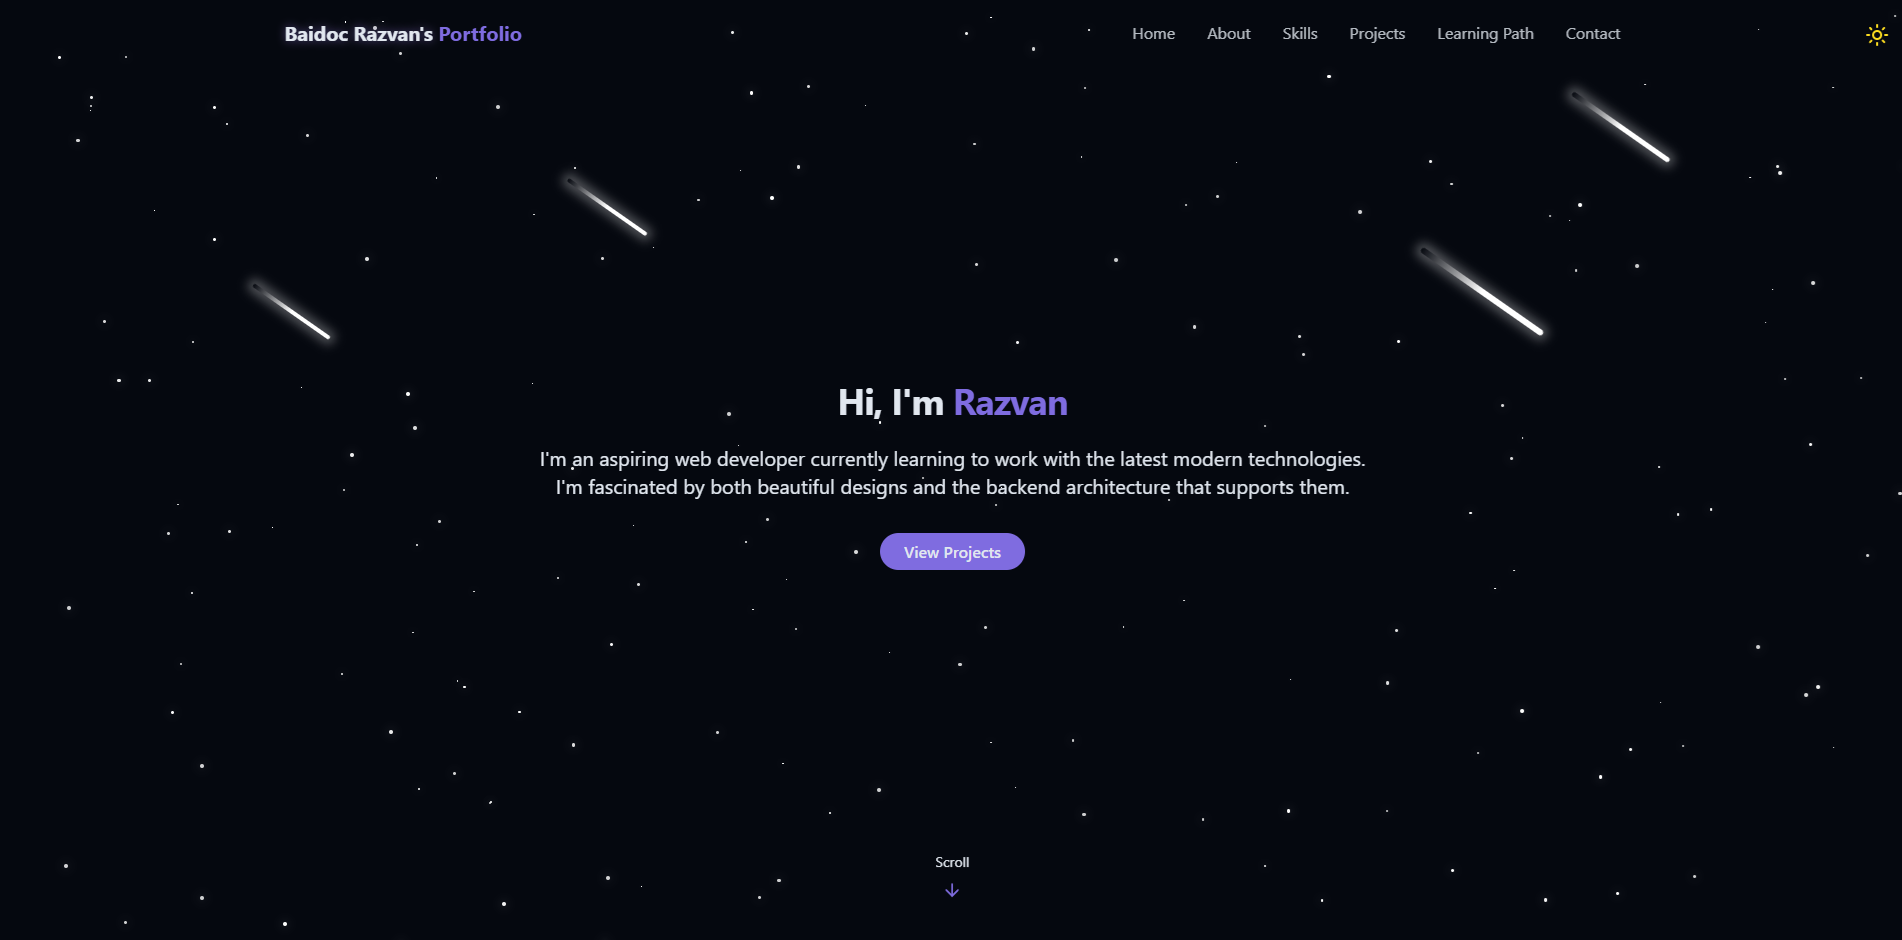 Baidoc Razvan's Portfolio
Home About Skills Projects Learning Path Contact
Hi, I'm Razvan
I'm an aspiring web developer currently learning to work with the latest modern technologies.
I'm fascinated by both beautiful designs and the backend architecture that supports them.
View Projects
Scroll